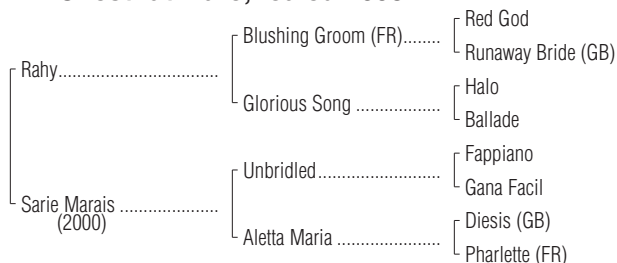 Red God
Blushing Groom (FR)........
Runaway Bride (GB)
Rahy..................................
Halo
Glorious Song ...................
Ballade
Fappiano
Unbridled...........................
Gana Facil
Sarie Marais .....................
(2000)
Diesis (GB)
Aletta Maria .......................
Pharlette (FR)